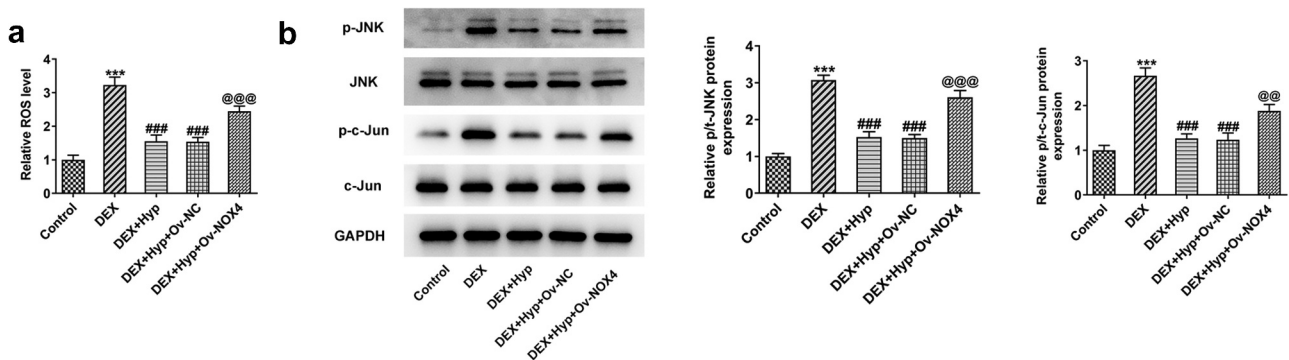 a
Relative ROS level
4
3
2
1
0
***
###
###
@@@
Control
DEX
DEX+Hyp
DEX+Hyp+Ov-NC
DEX+Hyp+Ov-NOX4
b
p-JNK
JNK
p-c-Jun
c-Jun
GAPDH
Control
DEX
DEX+Hyp
DEX+Hyp+Ov-NC
DEX+Hyp+Ov-NOX4
Relative p/t-JNK protein
expression
4
3
2
1
0
***
###
###
@@@
Control
DEX
DEX+Hyp
DEX+Hyp+Ov-NC
DEX+Hyp+Ov-NOX4
Relative p/t-c-Jun protein
expression
3
2
1
0
***
###
###
@@
Control
DEX
DEX+Hyp
DEX+Hyp+Ov-NC
DEX+Hyp+Ov-NOX4